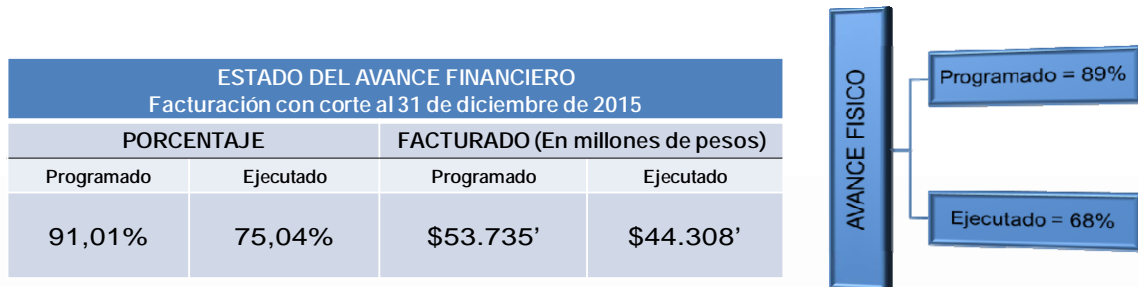 ESTADO DEL AVANCE FINANCIERO
Facturación con corte al 31 de diciembre de 2015
PORCENTAJE FACTURADO (En millones de pesos)
Programado Ejecutado Programado Ejecutado
91,01% 75,04% $53.735’ $44.308’
AVANCE FISICO
Programado = 89%
Ejecutado = 68%